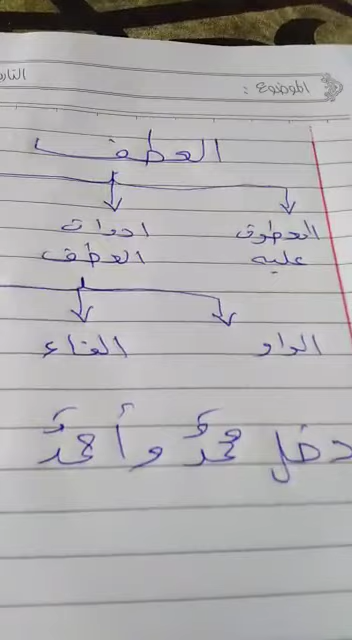 الموضوع :
العطف
المعطوف ادوات
عليه العطف
الواو الفاء
دخل محمدٌ وأحمدٌ